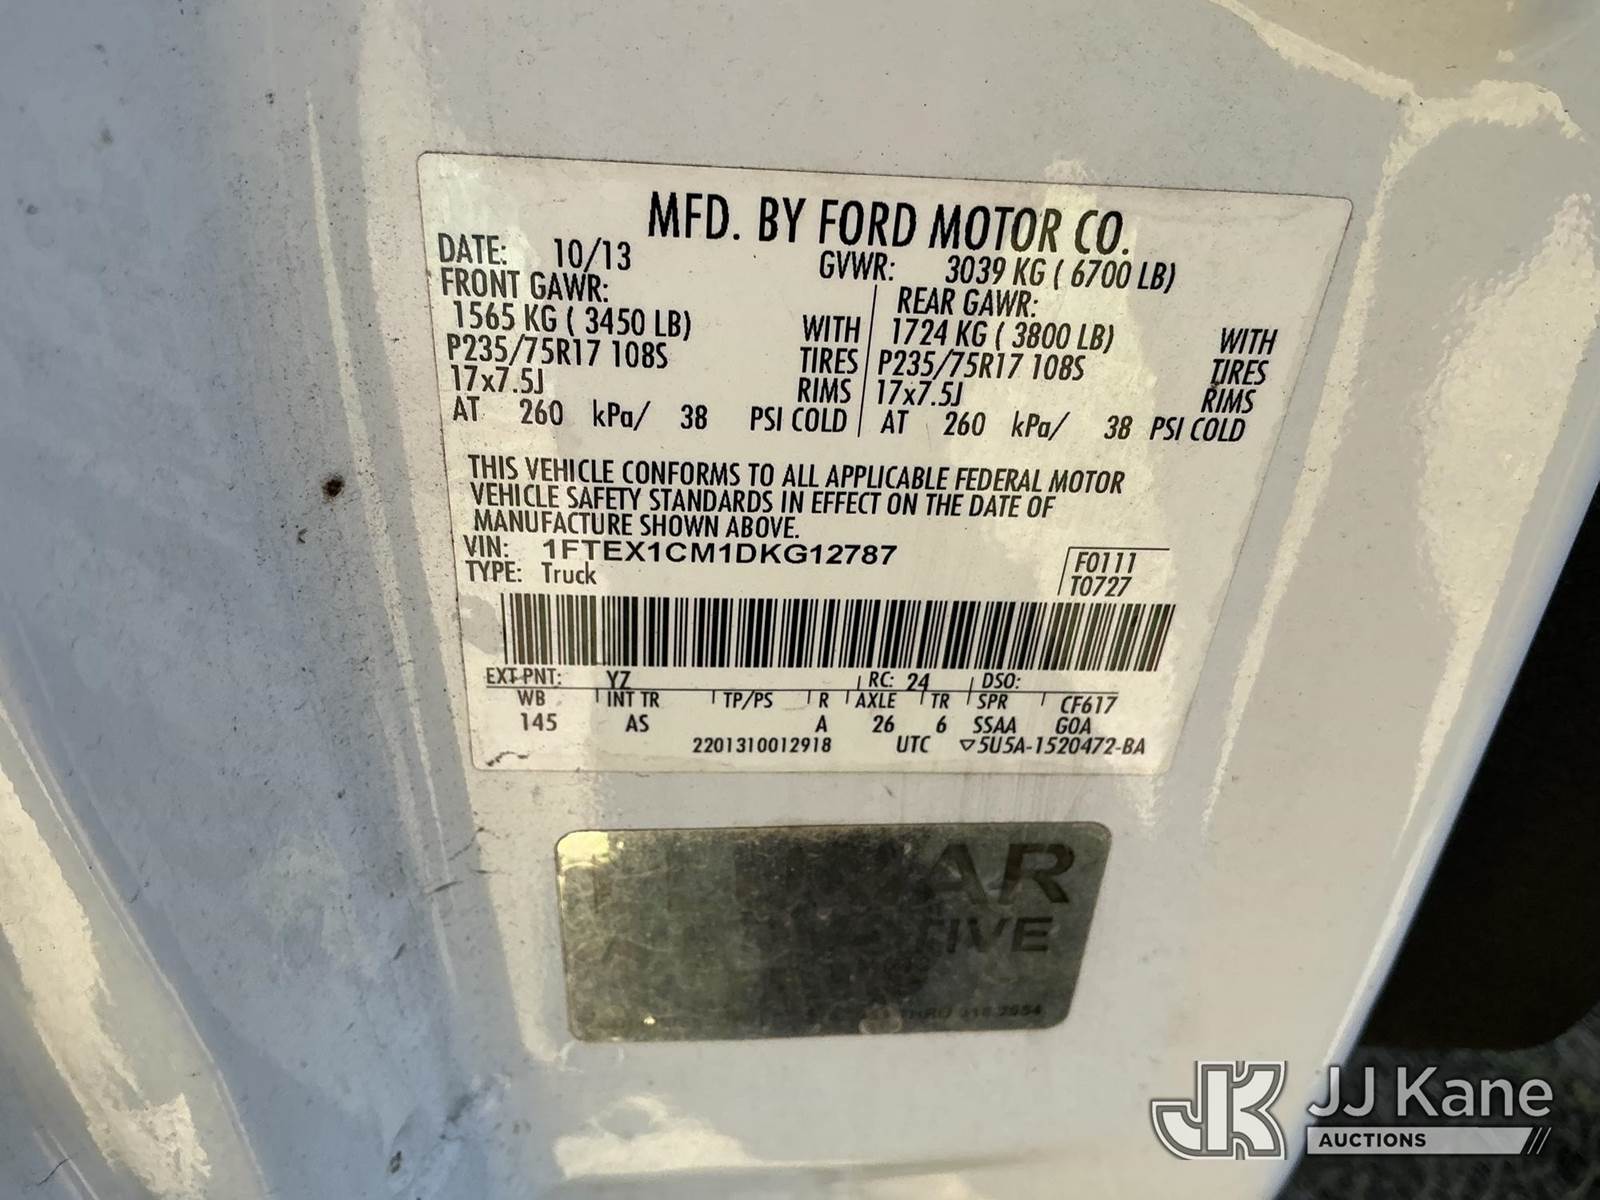 MFD. BY FORD MOTOR CO.
DATE: 10/13 GVWR: 3039 KG ( 6700 LB)
FRONT GAWR: REAR GAWR:
1565 KG ( 3450 LB) WITH 1724 KG ( 3800 LB) WITH
P235/75R17 108S TIRES P235/75R17 108S TIRES
17x7.5J RIMS 17x7.5J RIMS
AT 260 kPa/ 38 PSI COLD AT 260 kPa/ 38 PSI COLD
THIS VEHICLE CONFORMS TO ALL APPLICABLE FEDERAL MOTOR
VEHICLE SAFETY STANDARDS IN EFFECT ON THE DATE OF
MANUFACTURE SHOWN ABOVE.
VIN: 1FTEX1CM1DKG12787 F0111
TYPE: Truck T0727
EXT PNT: YZ RC: 24 DSO:
WB INT TR TP/PS R AXLE TR SPR CF617
145 AS A 26 6 SSAA GOA
2201310012918 UTC ▽5U5A-1520472-BA
JK JJ Kane
AUCTIONS